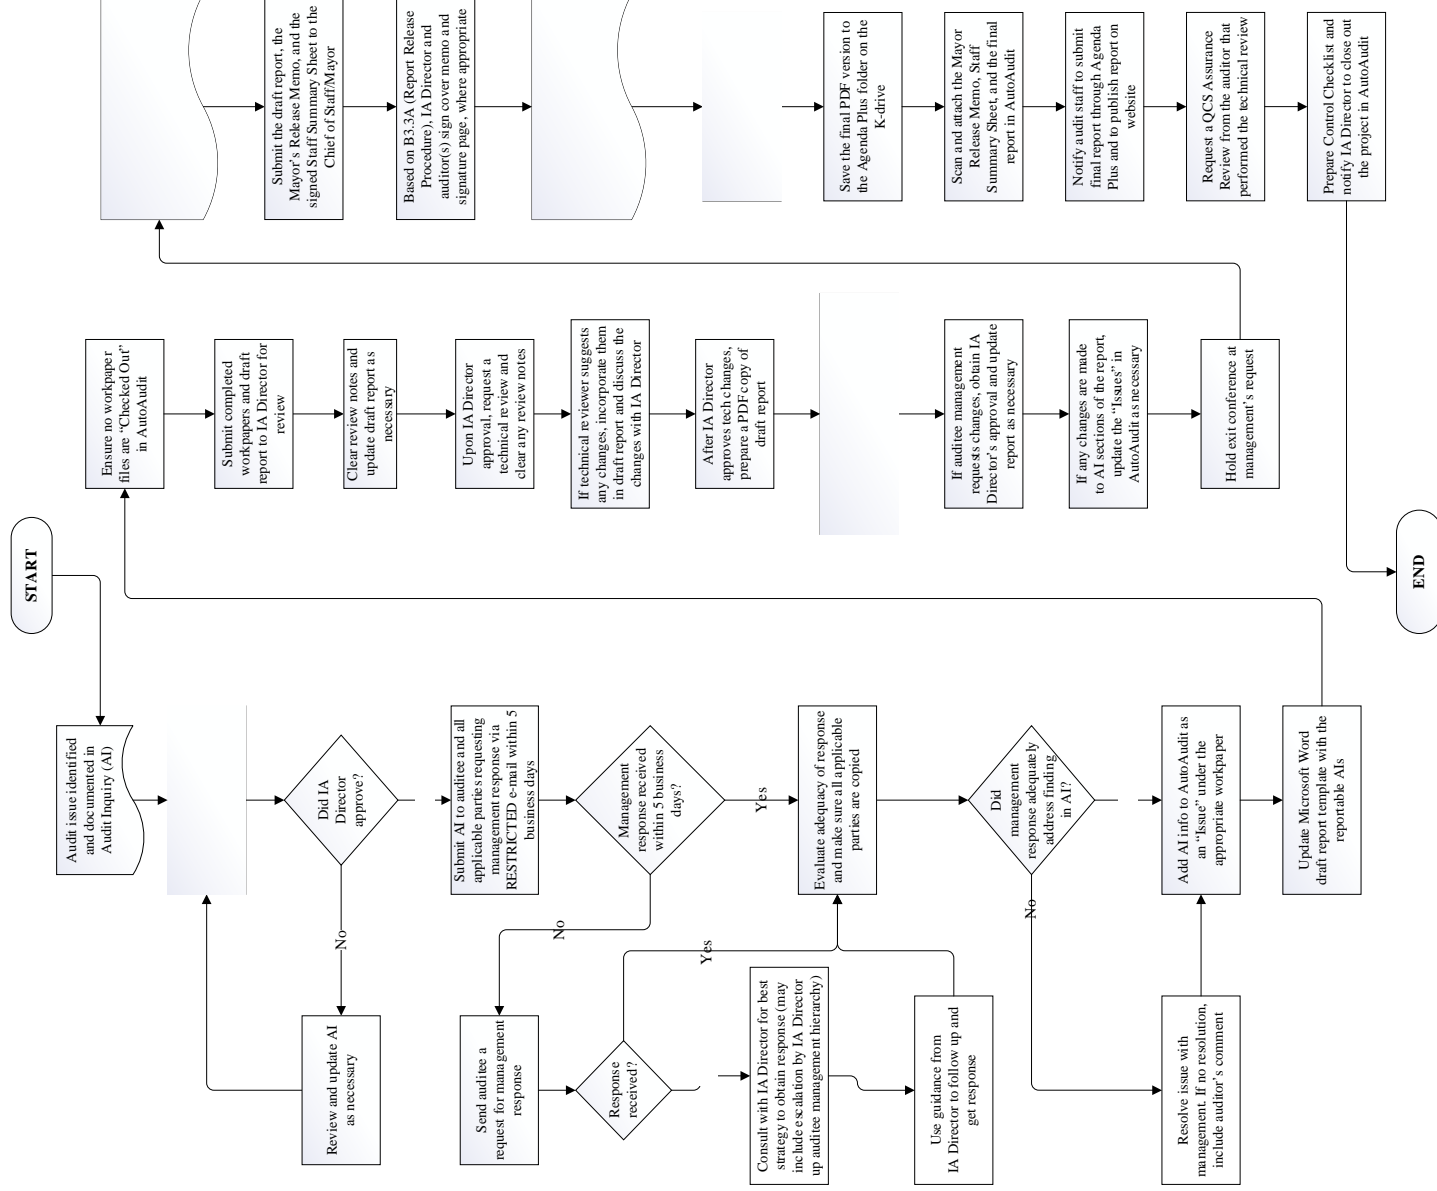 START
Audit issue identified
and documented in
Audit Inquiry (AI)
Did IA
Director
approve?
No
Review and update AI
as necessary
Submit AI to auditee and all
applicable parties requesting
management response via
RESTRICTED e-mail within 5
business days
Management
response received
within 5 business
days?
No
Send auditee a
request for management
response
Response
received?
Yes
Consult with IA Director for best
strategy to obtain response (may
include escalation by IA Director
up auditee management hierarchy)
Use guidance from
IA Director to follow up and
get response
Yes
Evaluate adequacy of response
and make sure all applicable
parties are copied
Did
management
response adequately
address finding
in AI?
No
Resolve issue with
management. If no resolution,
include auditor's comment
Add AI info to AutoAudit as
an “Issue” under the
appropriate workpaper
Update Microsoft Word
draft report template with the
reportable AIs
Ensure no workpaper
files are “Checked Out”
in AutoAudit
Submit completed
workpapers and draft
report to IA Director for
review
Clear review notes and
update draft report as
necessary
Upon IA Director
approval, request a
technical review and
clear any review notes
If technical reviewer suggests
any changes, incorporate them
in draft report and discuss the
changes with IA Director
After IA Director
approves tech changes,
prepare a PDF copy of
draft report
If auditee management
requests changes, obtain IA
Director's approval and update
report as necessary
If any changes are made
to AI sections of the report,
update the “Issues” in
AutoAudit as necessary
Hold exit conference at
management's request
Submit the draft report, the
Mayor's Release Memo, and the
signed Staff Summary Sheet to the
Chief of Staff/Mayor
Based on B3.3A (Report Release
Procedure), IA Director and
auditor(s) sign cover memo and
signature page, where appropriate
Save the final PDF version to
the Agenda Plus folder on the
K-drive
Scan and attach the Mayor
Release Memo, Staff
Summary Sheet, and the final
report in AutoAudit
Notify audit staff to submit
final report through Agenda
Plus and to publish report on
website
Request a QCS Assurance
Review from the auditor that
performed the technical review
Prepare Control Checklist and
notify IA Director to close out
the project in AutoAudit
END